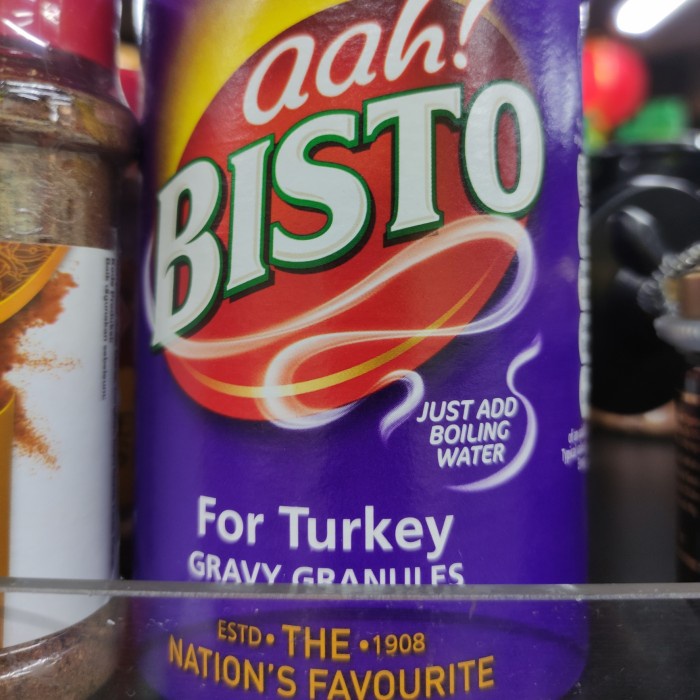 aah!
BISTO
JUST ADD
BOILING
WATER
For Turkey
GRAVY GRANULES
ESTD • THE • 1908
NATION'S FAVOURITE